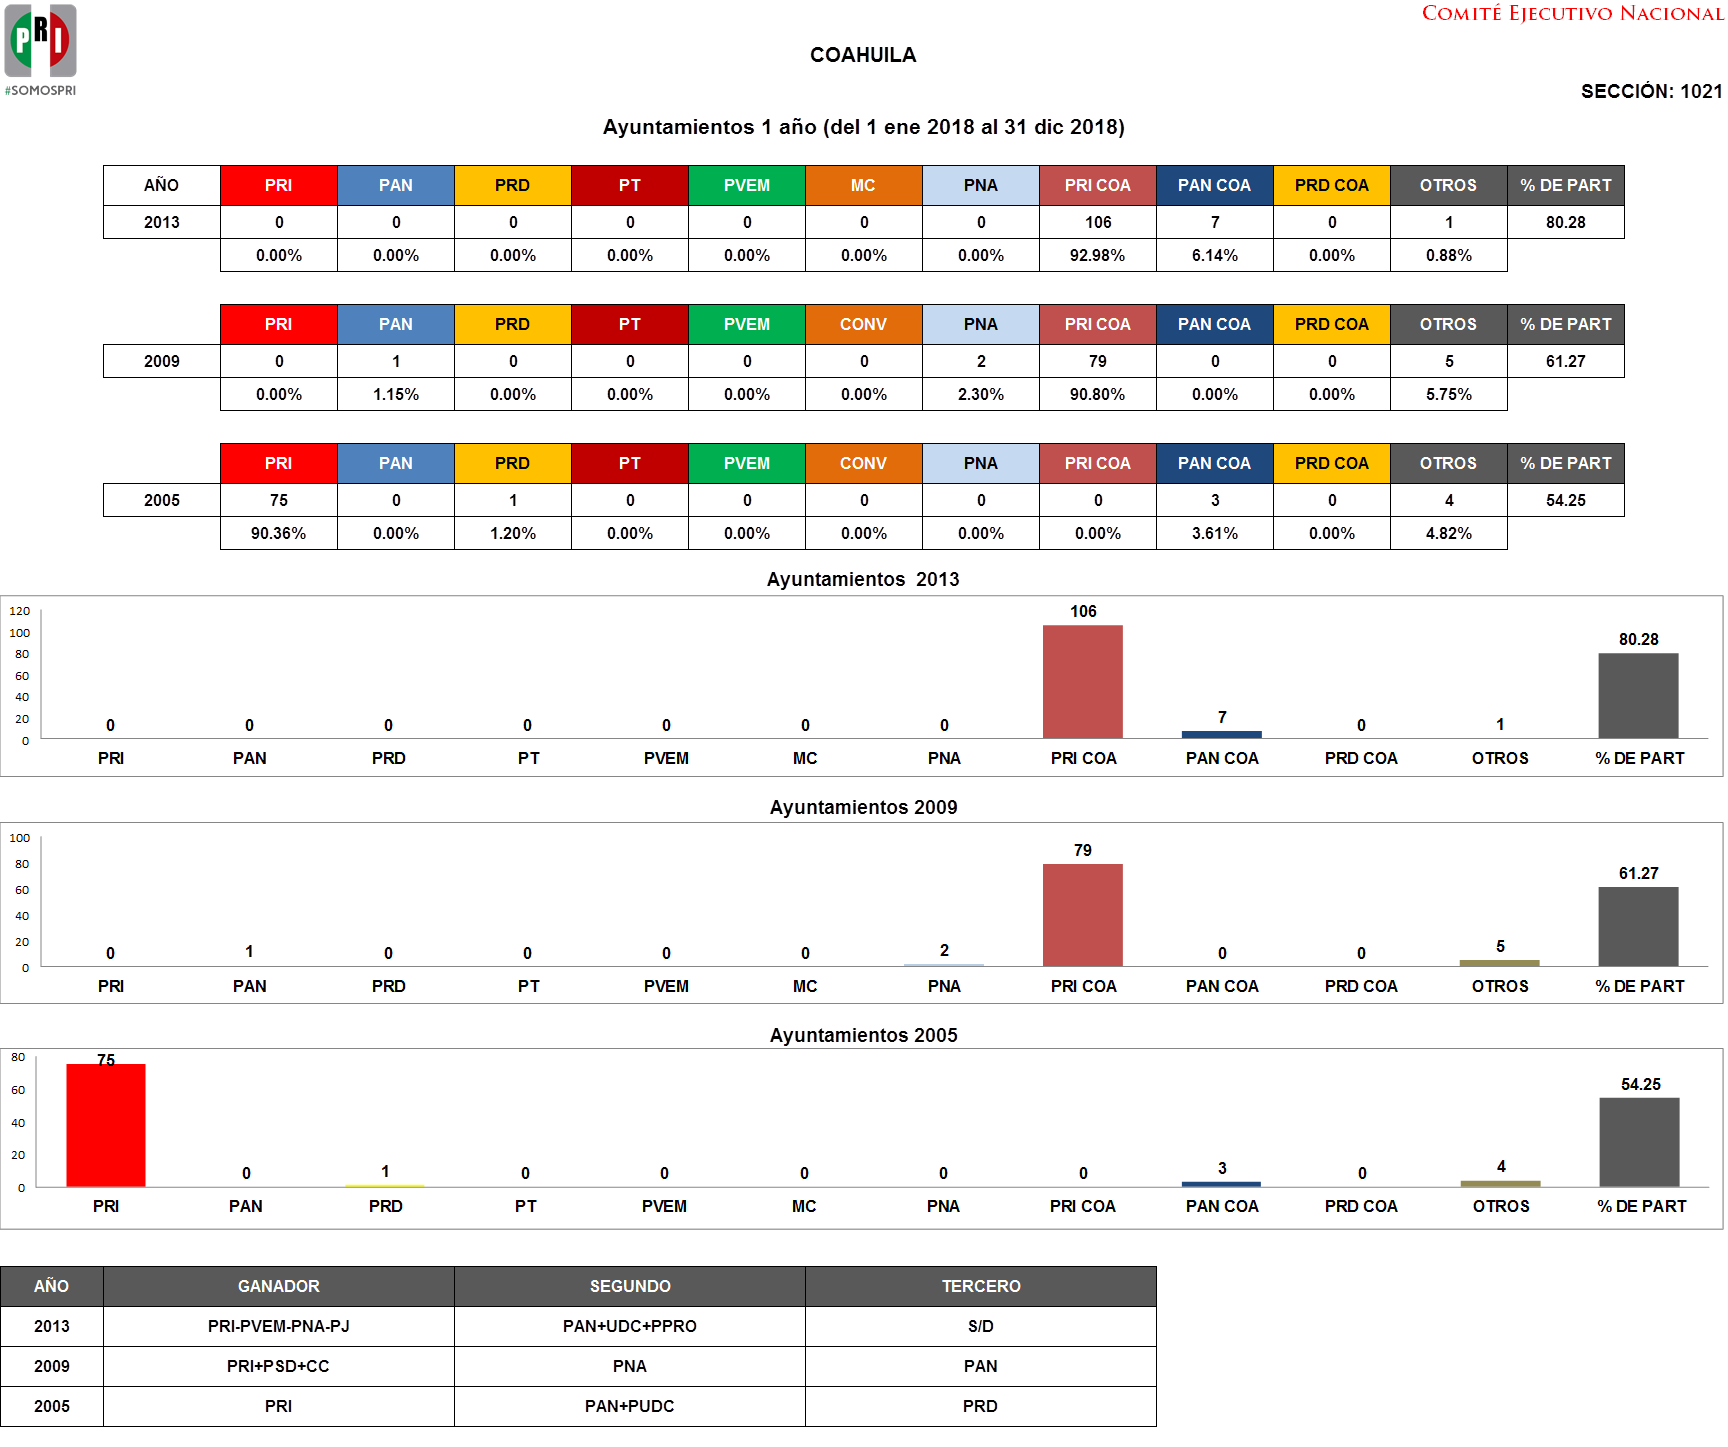 PRI
#SOMOSPRI
COMITÉ EJECUTIVO NACIONAL
COAHUILA
SECCIÓN: 1021
Ayuntamientos 1 año (del 1 ene 2018 al 31 dic 2018)
AÑO PRI PAN PRD PT PVEM MC PNA PRI COA PAN COA PRD COA OTROS % DE PART
2013 0 0 0 0 0 0 0 106 7 0 1 80.28
0.00% 0.00% 0.00% 0.00% 0.00% 0.00% 0.00% 92.98% 6.14% 0.00% 0.88%
PRI PAN PRD PT PVEM CONV PNA PRI COA PAN COA PRD COA OTROS % DE PART
2009 0 1 0 0 0 0 2 79 0 0 5 61.27
0.00% 1.15% 0.00% 0.00% 0.00% 0.00% 2.30% 90.80% 0.00% 0.00% 5.75%
PRI PAN PRD PT PVEM CONV PNA PRI COA PAN COA PRD COA OTROS % DE PART
2005 75 0 1 0 0 0 0 0 3 0 4 54.25
90.36% 0.00% 1.20% 0.00% 0.00% 0.00% 0.00% 0.00% 3.61% 0.00% 4.82%
Ayuntamientos 2013
120
100
80
60
40
20
0
0 0 0 0 0 0 0 106 7 0 1 80.28
PRI PAN PRD PT PVEM MC PNA PRI COA PAN COA PRD COA OTROS % DE PART
Ayuntamientos 2009
100
80
60
40
20
0
0 1 0 0 0 0 2 79 0 0 5 61.27
PRI PAN PRD PT PVEM MC PNA PRI COA PAN COA PRD COA OTROS % DE PART
Ayuntamientos 2005
80
60
40
20
0
75 0 1 0 0 0 0 0 3 0 4 54.25
PRI PAN PRD PT PVEM MC PNA PRI COA PAN COA PRD COA OTROS % DE PART
AÑO GANADOR SEGUNDO TERCERO
2013 PRI-PVEM-PNA-PJ PAN+UDC+PPRO S/D
2009 PRI+PSD+CC PNA PAN
2005 PRI PAN+PUDC PRD